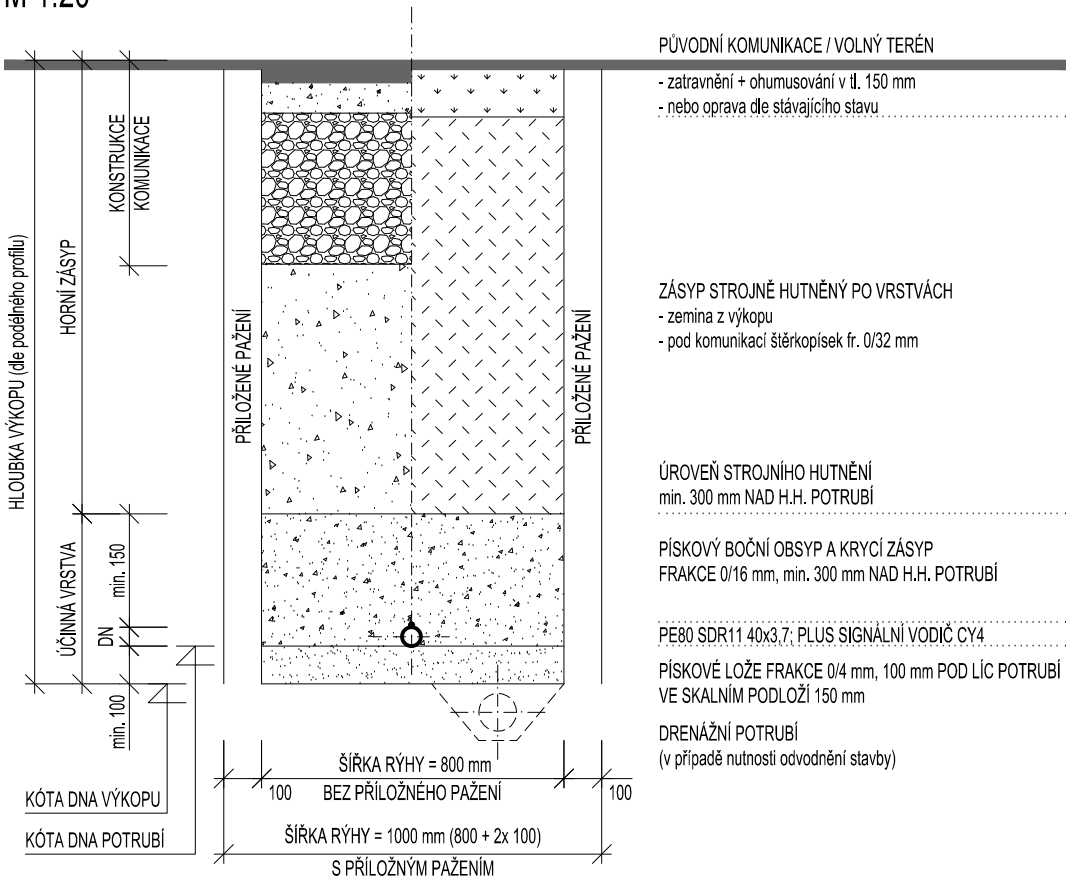 M 1:20
PŮVODNÍ KOMUNIKACE / VOLNÝ TERÉN
- zatravnění + ohumusování v tl. 150 mm
- nebo oprava dle stávajícího stavu
ZÁSYP STROJNĚ HUTNĚNÝ PO VRSTVÁCH
- zemina z výkopu
- pod komunikací štěrkopísek fr. 0/32 mm
ÚROVEŇ STROJNÍHO HUTNĚNÍ
min. 300 mm NAD H.H. POTRUBÍ
PÍSKOVÝ BOČNÍ OBSYP A KRYCÍ ZÁSYP
FRAKCE 0/16 mm, min. 300 mm NAD H.H. POTRUBÍ
PE80 SDR11 40x3,7; PLUS SIGNÁLNÍ VODIČ CY4
PÍSKOVÉ LOŽE FRAKCE 0/4 mm, 100 mm POD LÍC POTRUBÍ
VE SKALNÍM PODLOŽÍ 150 mm
DRENÁŽNÍ POTRUBÍ
(v případě nutnosti odvodnění stavby)
HLOUBKA VÝKOPU (dle podélného profilu)
HORNÍ ZÁSYP
KONSTRUKCE
KOMUNIKACE
ÚČINNÁ VRSTVA
min. 150
DN
min. 100
PŘILOŽENÉ PAŽENÍ
PŘILOŽENÉ PAŽENÍ
KÓTA DNA VÝKOPU
KÓTA DNA POTRUBÍ
ŠÍŘKA RÝHY = 800 mm
100
BEZ PŘÍLOŽNÉHO PAŽENÍ
100
ŠÍŘKA RÝHY = 1000 mm (800 + 2x 100)
S PŘÍLOŽNÝM PAŽENÍM